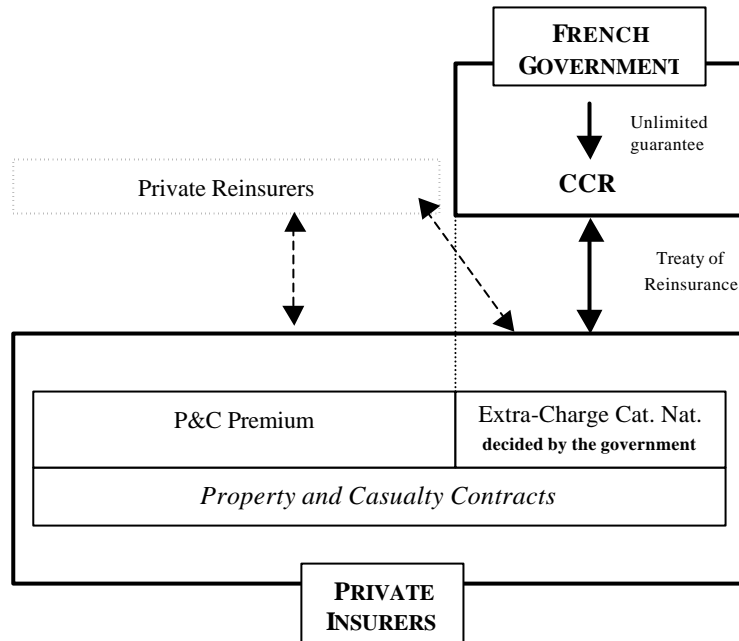 FRENCH
GOVERNMENT
Unlimited
guarantee
CCR
Private Reinsurers
Treaty of
Reinsurance
P&C Premium
Extra-Charge Cat. Nat.
decided by the government
Property and Casualty Contracts
PRIVATE
INSURERS